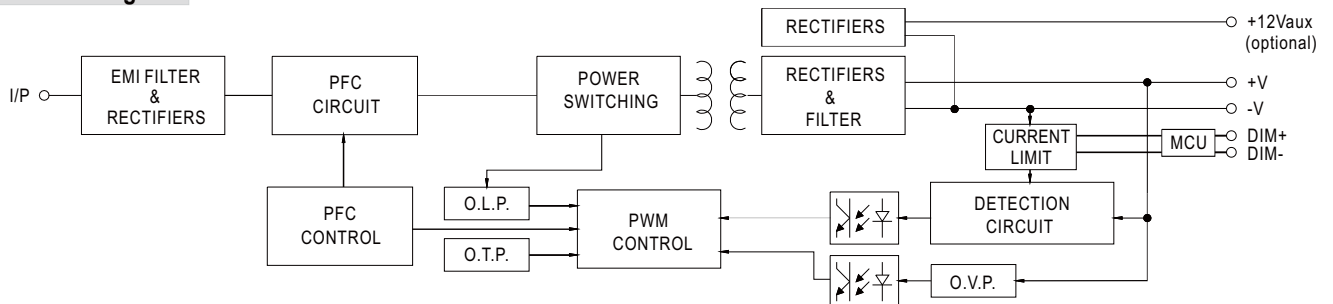 I/P
EMI FILTER
&
RECTIFIERS
PFC
CIRCUIT
POWER
SWITCHING
RECTIFIERS
RECTIFIERS
&
FILTER
+12Vaux
(optional)
+V
-V
CURRENT
LIMIT
MCU
DIM+
DIM-
PFC
CONTROL
O.L.P.
O.T.P.
PWM
CONTROL
DETECTION
CIRCUIT
O.V.P.